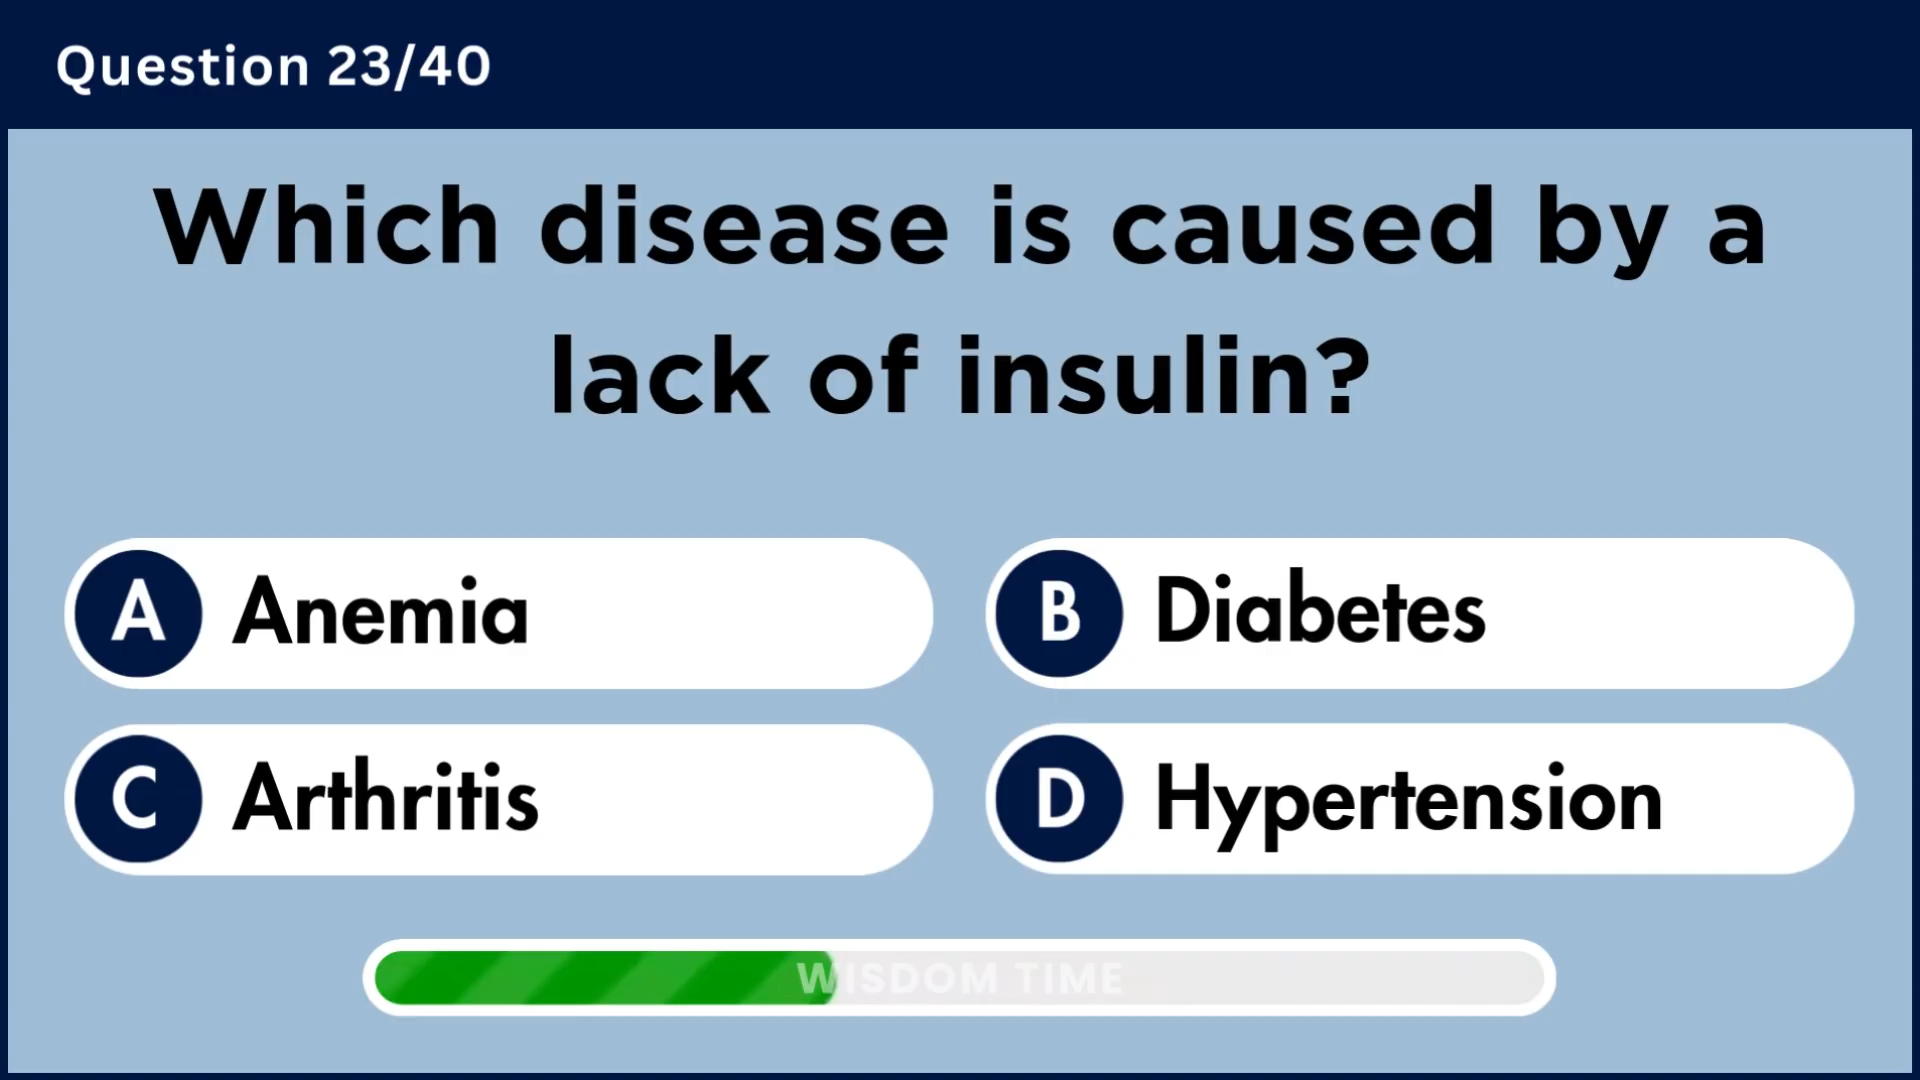 Question 23/40
Which disease is caused by a
lack of insulin?
A Anemia
B Diabetes
C Arthritis
D Hypertension
WISDOM TIME